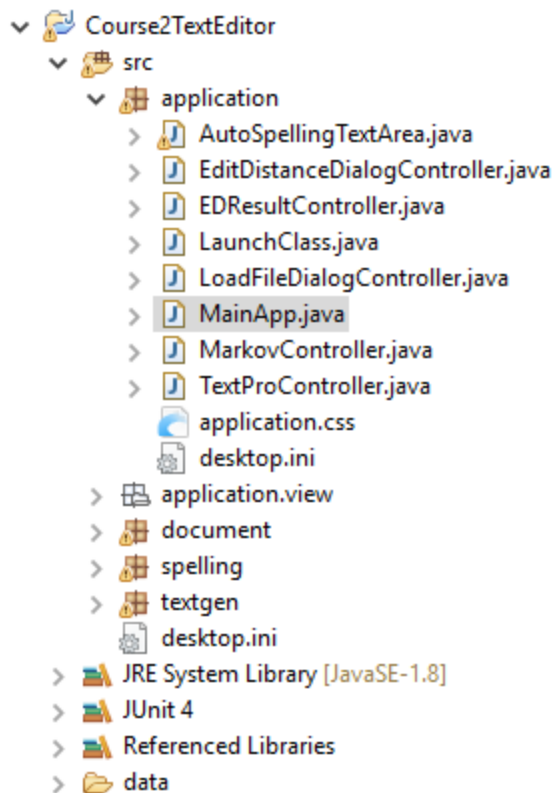 Course2TextEditor
src
application
AutoSpellingTextArea.java
EditDistanceDialogController.java
EDResultController.java
LaunchClass.java
LoadFileDialogController.java
MainApp.java
MarkovController.java
TextProController.java
application.css
desktop.ini
application.view
document
spelling
textgen
desktop.ini
JRE System Library [JavaSE-1.8]
JUnit 4
Referenced Libraries
data